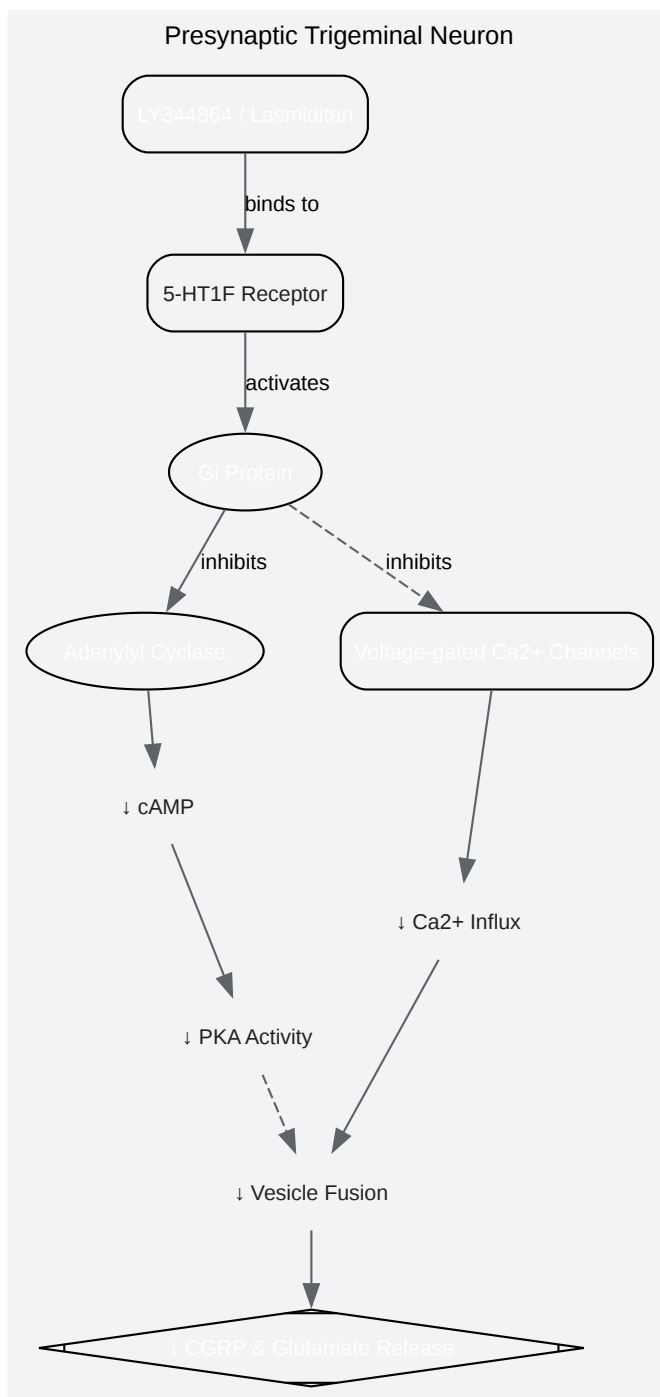 Presynaptic Trigeminal Neuron
LY344864 / Lasmiditan
binds to
5-HT1F Receptor
activates
Gi Protein
inhibits
inhibits
Adenylyl Cyclase
Voltage-gated Ca2+ Channels
↓ cAMP
↓ Ca2+ Influx
↓ PKA Activity
↓ Vesicle Fusion
↓ CGRP & Glutamate Release